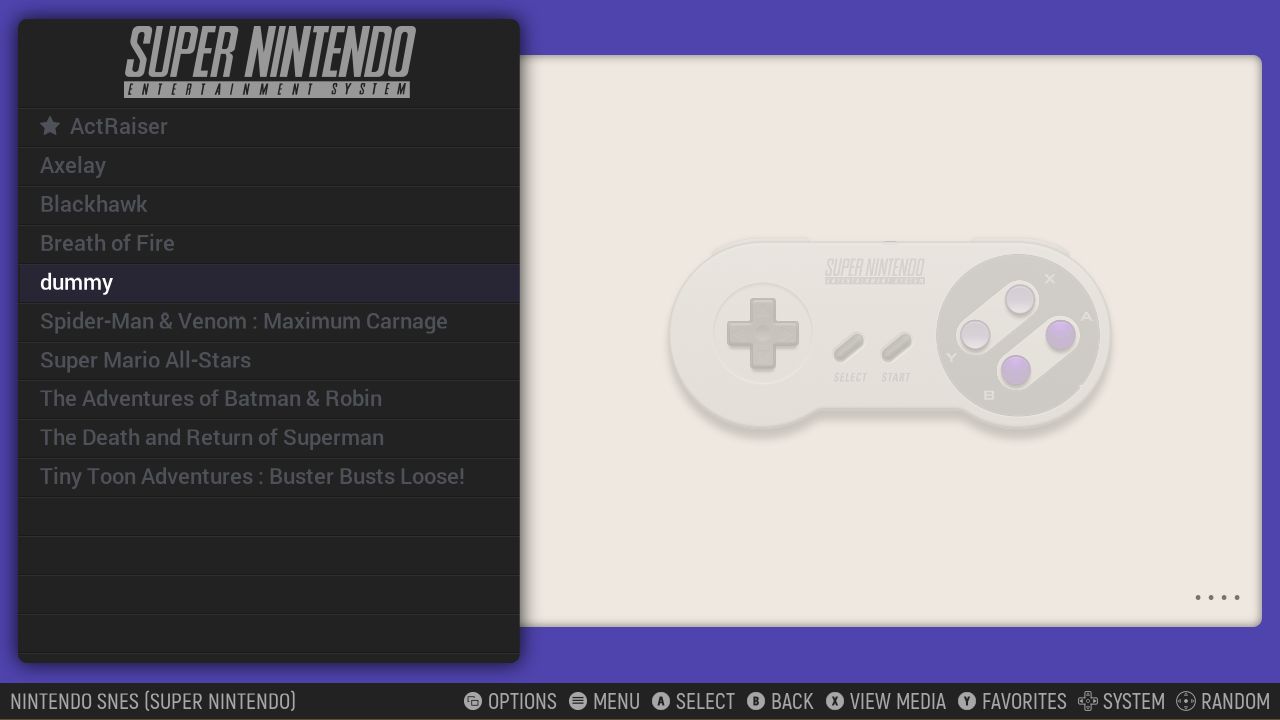 SUPER NINTENDO
ENTERTAINMENT SYSTEM
ActRaiser
Axelay
Blackhawk
Breath of Fire
dummy
Spider-Man & Venom : Maximum Carnage
Super Mario All-Stars
The Adventures of Batman & Robin
The Death and Return of Superman
Tiny Toon Adventures : Buster Busts Loose!
SUPER NINTENDO
ENTERTAINMENT SYSTEM
X
A
Y
B
SELECT START
NINTENDO SNES (SUPER NINTENDO) OPTIONS MENU A SELECT B BACK X VIEW MEDIA Y FAVORITES SYSTEM RANDOM